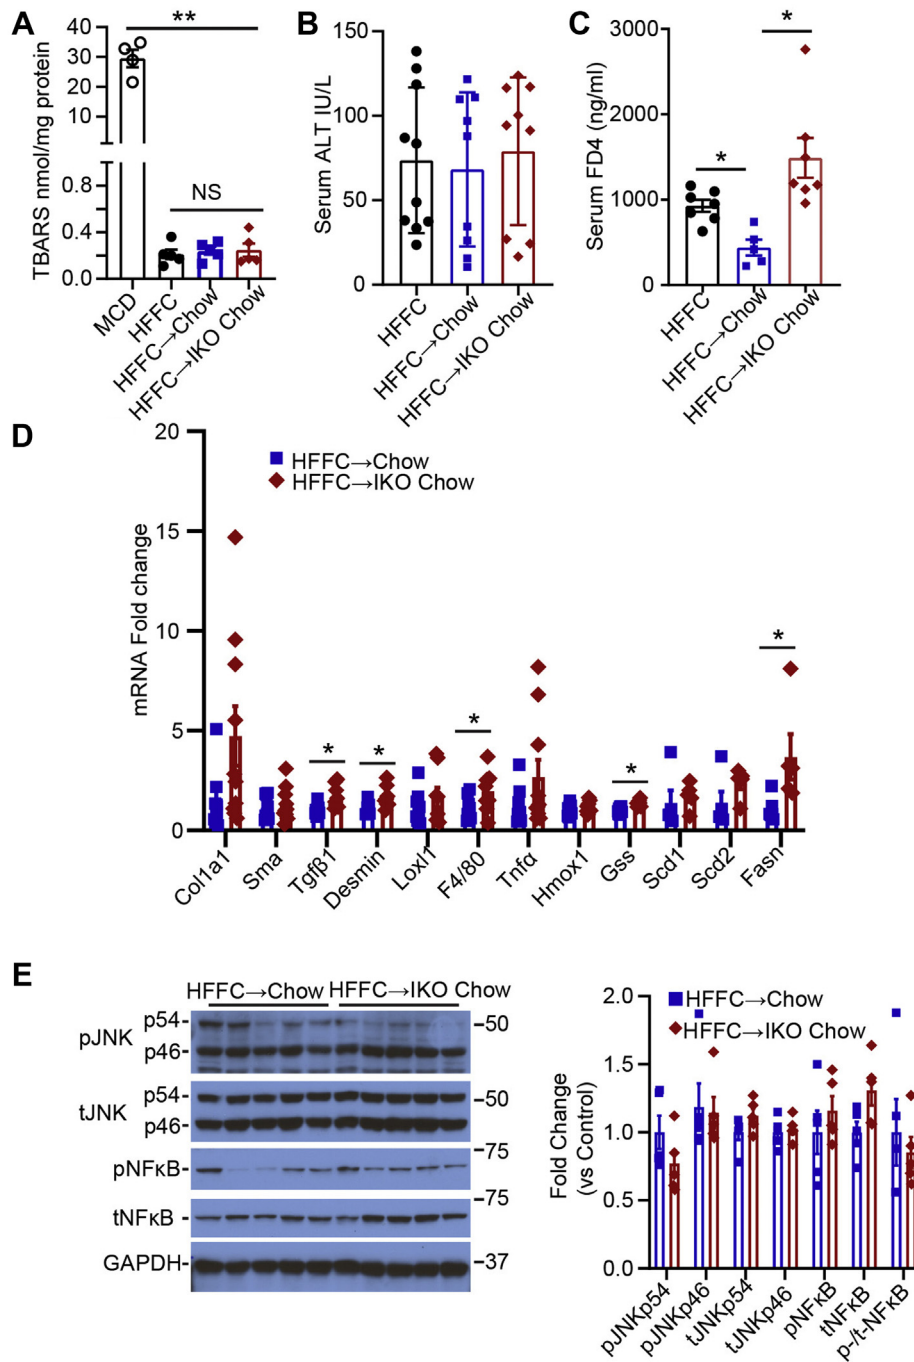 A
TBARS nmol/mg protein
40
30
20
10
0.8
0.4
0.0
**
NS
MCD
HFFC
HFFC→Chow
HFFC→IKO Chow
B
Serum ALT IU/L
150
100
50
0
HFFC
HFFC→Chow
HFFC→IKO Chow
C
Serum FD4 (ng/ml)
3000
2000
1000
0
*
*
HFFC
HFFC→Chow
HFFC→IKO Chow
D
mRNA Fold change
20
15
10
5
0
HFFC→Chow
HFFC→IKO Chow
*
*
*
*
*
Col1a1
Sma
Tgfβ1
Desmin
Loxl1
F4/80
Tnfα
Hmox1
Gss
Scd1
Scd2
Fasn
E
HFFC→Chow HFFC→IKO Chow
pJNK
p54
p46
50
tJNK
p54
p46
50
75
pNFκB
75
tNFκB
GAPDH
37
Fold Change
(vs Control)
2.0
1.5
1.0
0.5
0.0
HFFC→Chow
HFFC→IKO Chow
pJNKp54
pJNKp46
tJNKp54
tJNKp46
pNFκB
tNFκB
p-/t-NFκB